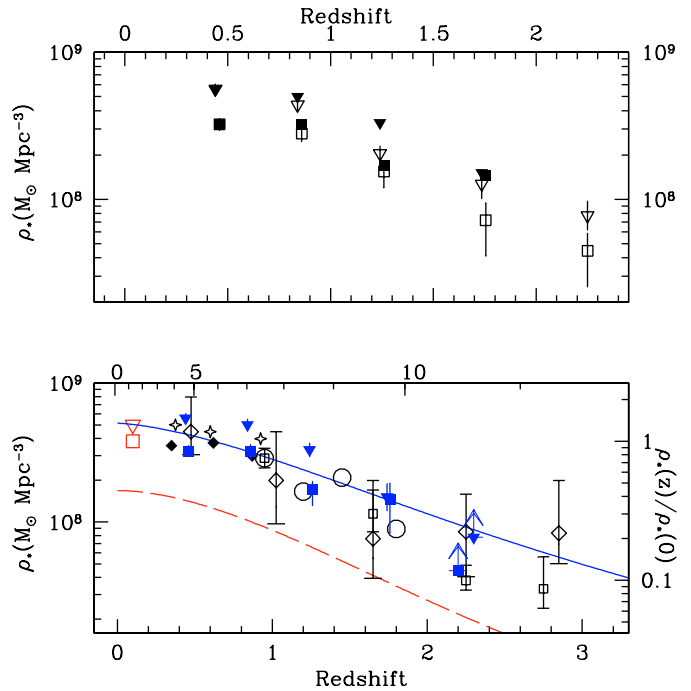 Redshift
0 0.5 1 1.5 2
10⁹ 10⁹
ρ*(M⊙ Mpc⁻³)
10⁸ 10⁸
0 5 10
10⁹
1
ρ*(M⊙ Mpc⁻³)
ρ*(z)/ρ*(0)
10⁸
0.1
0 1 2 3
Redshift